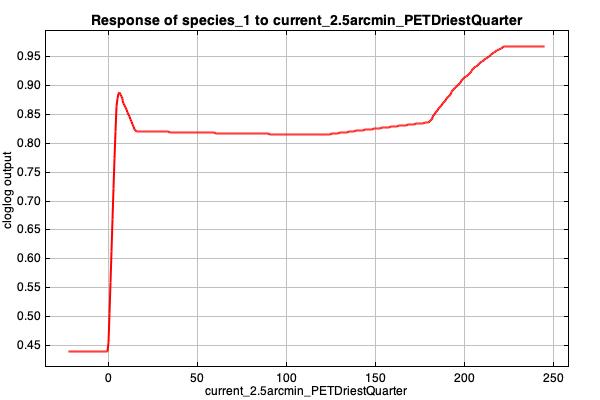 Response of species_1 to current_2.5arcmin_PETDriestQuarter
0.95
0.90
0.85
0.80
0.75
0.70
0.65
0.60
0.55
0.50
0.45
cloglog output
0 50 100 150 200 250
current_2.5arcmin_PETDriestQuarter